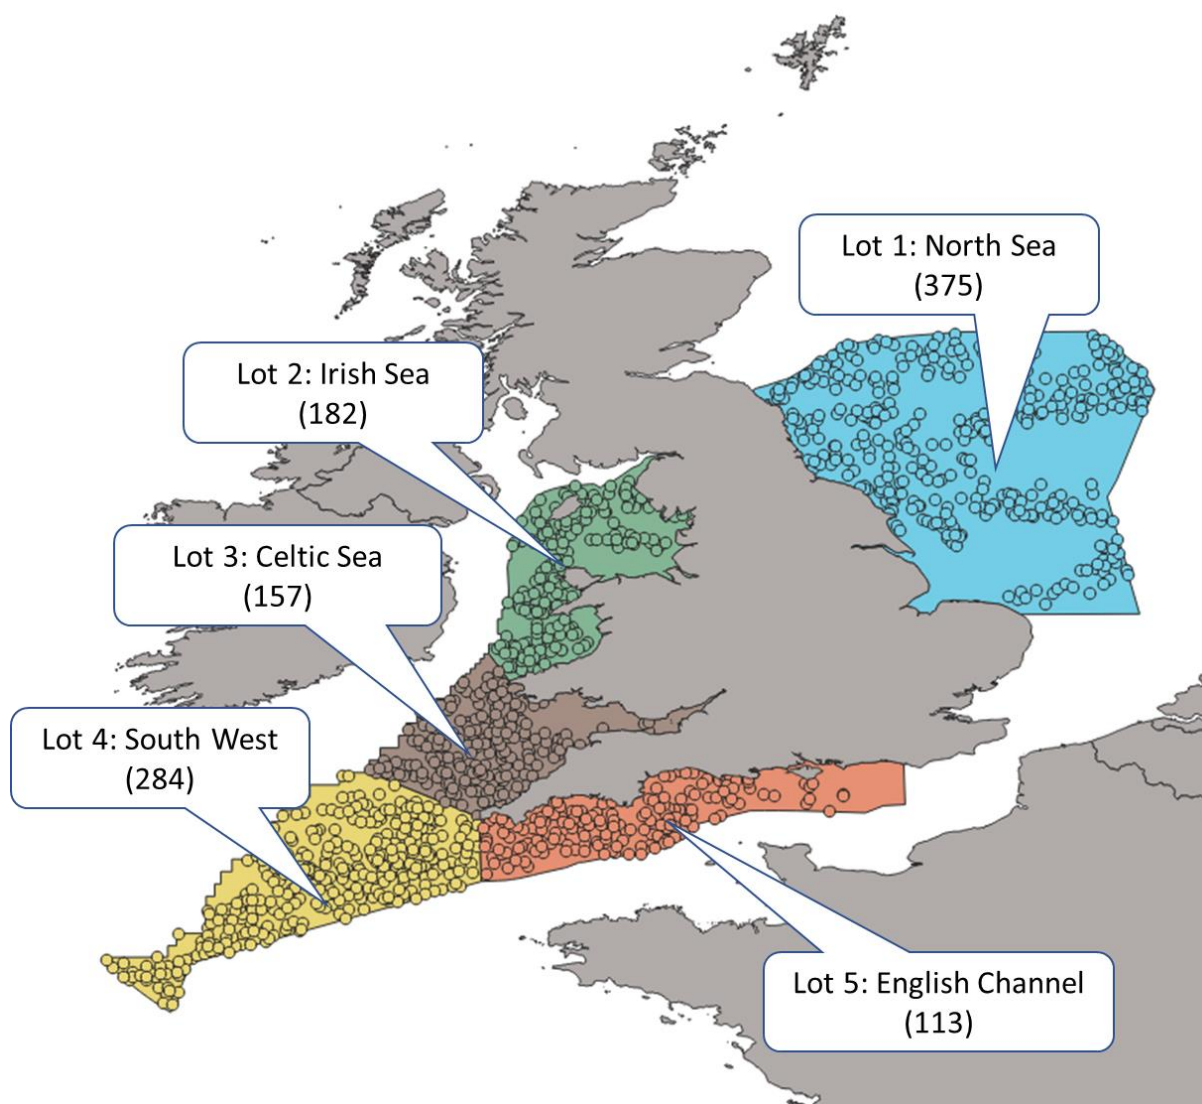 Lot 1: North Sea
(375)
Lot 2: Irish Sea
(182)
Lot 3: Celtic Sea
(157)
Lot 4: South West
(284)
Lot 5: English Channel
(113)